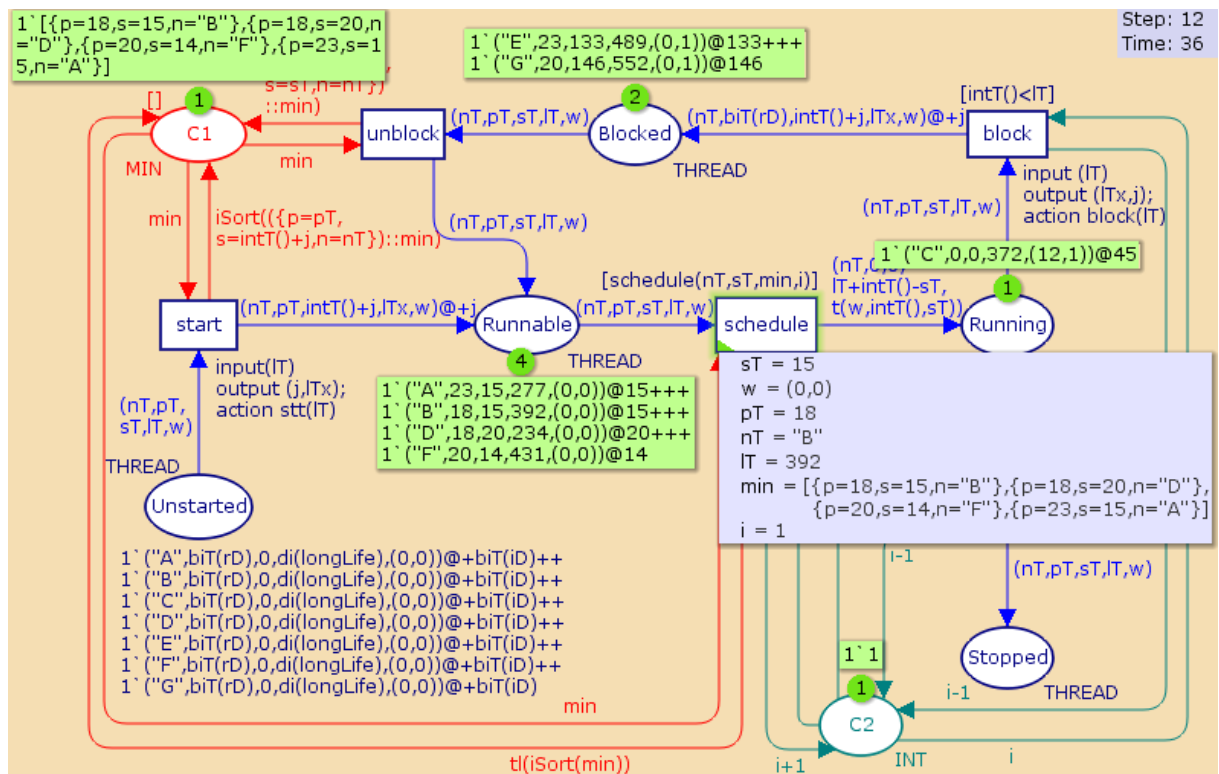 1`[{p=18,s=15,n="B"},{p=18,s=20,n
="D"},{p=20,s=14,n="F"},{p=23,s=1
5,n="A"}]
Step: 12
Time: 36
1`("E",23,133,489,(0,1))@133+++
1`("G",20,146,552,(0,1))@146
s=sT,n=nT})
::min)
[]
1
C1
MIN
min
unblock
(nT,pT,sT,lT,w)
2
Blocked
THREAD
(nT,biT(rD),intT()+j,lTx,w)@+j
[intT()<lT]
block
input (lT)
output (lTx,j);
action block(lT)
(nT,pT,sT,lT,w)
min
iSort(({p=pT,
s=intT()+j,n=nT})::min)
(nT,pT,sT,lT,w)
1`("C",0,0,372,(12,1))@45
start
(nT,pT,intT()+j,lTx,w)@+j
Runnable
4
THREAD
[schedule(nT,sT,min,i)]
(nT,pT,sT,lT,w)
schedule
lT+intT()-sT,
t(w,intT(),sT))
1
Running
input(lT)
output (j,lTx);
action stt(lT)
(nT,pT,
sT,lT,w)
1`("A",23,15,277,(0,0))@15+++
1`("B",18,15,392,(0,0))@15+++
1`("D",18,20,234,(0,0))@20+++
1`("F",20,14,431,(0,0))@14
sT = 15
w = (0,0)
pT = 18
nT = "B"
lT = 392
min = [{p=18,s=15,n="B"},{p=18,s=20,n="D"},
{p=20,s=14,n="F"},{p=23,s=15,n="A"}]
i = 1
THREAD
Unstarted
1`("A",biT(rD),0,di(longLife),(0,0))@+biT(iD)++
1`("B",biT(rD),0,di(longLife),(0,0))@+biT(iD)++
1`("C",biT(rD),0,di(longLife),(0,0))@+biT(iD)++
1`("D",biT(rD),0,di(longLife),(0,0))@+biT(iD)++
1`("E",biT(rD),0,di(longLife),(0,0))@+biT(iD)++
1`("F",biT(rD),0,di(longLife),(0,0))@+biT(iD)++
1`("G",biT(rD),0,di(longLife),(0,0))@+biT(iD)
i-1
(nT,pT,sT,lT,w)
Stopped
THREAD
1`1
1
C2
INT
i-1
i
i+1
min
tl(iSort(min))